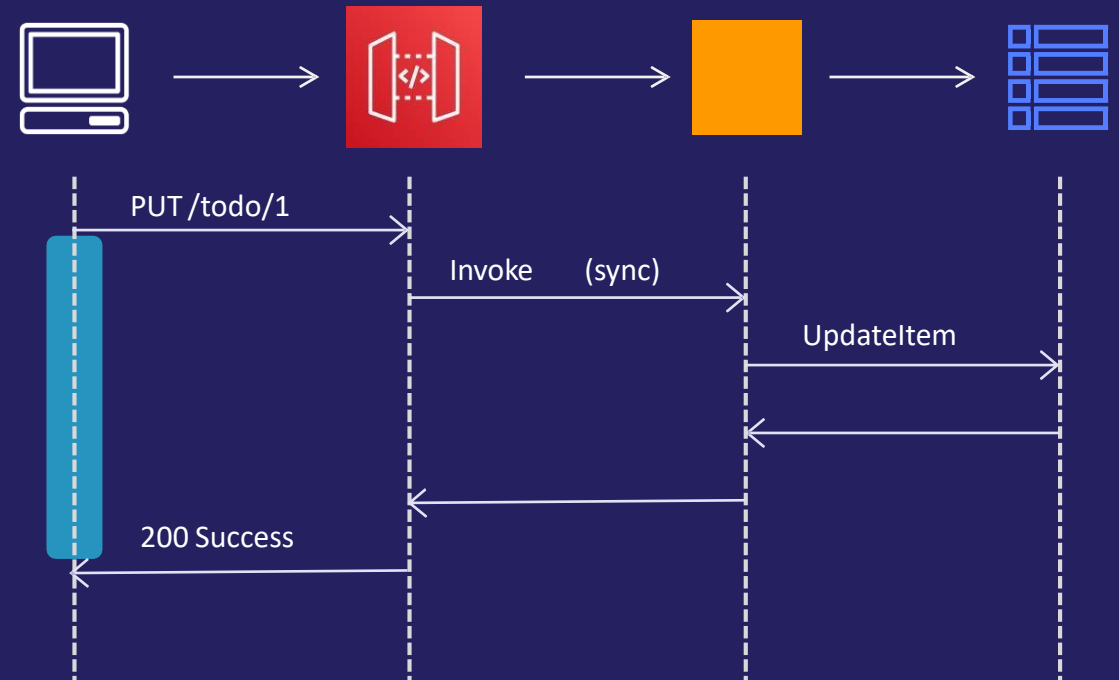 </>
PUT /todo/1
Invoke (sync)
UpdateItem
200 Success